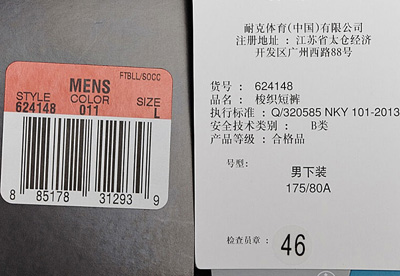 FTBLL/SOCC
MENS
STYLE COLOR SIZE
624148 011 L
8 85178 31293 9
耐克体育(中国)有限公司
注册地址：江苏省太仓经济
开发区广州西路88号
货号： 624148
品名： 梭织短裤
执行标准：Q/320585 NKY 101-2013
安全技术类别： B类
产品等级：合格品
号型：
男下装
175/80A
检查员章： 46